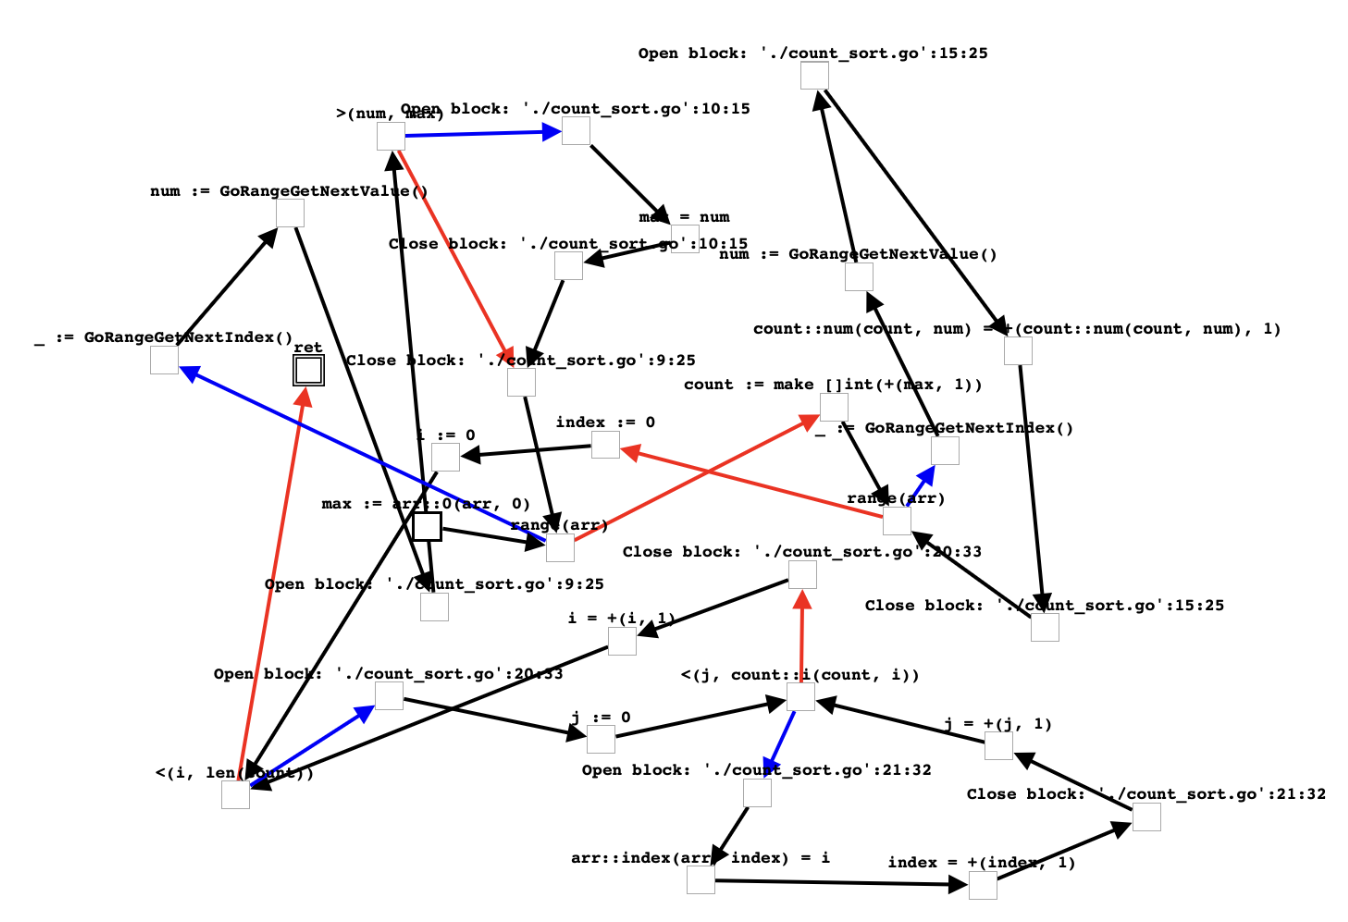 Open block: './count_sort.go':15:25
>(num, max)
Open block: './count_sort.go':10:15
num := GoRangeGetNextValue()
max = num
Close block: './count_sort.go':10:15
num := GoRangeGetNextValue()
_ := GoRangeGetNextIndex()
ret
count::num(count, num) = +(count::num(count, num), 1)
Close block: './count_sort.go':9:25
count := make []int(+(max, 1))
i := 0
index := 0
_ := GoRangeGetNextIndex()
max := arr::0(arr, 0)
range(arr)
range(arr)
Close block: './count_sort.go':20:33
Open block: './count_sort.go':9:25
Close block: './count_sort.go':15:25
i = +(i, 1)
Open block: './count_sort.go':20:33
<(j, count::i(count, i))
j := 0
j = +(j, 1)
<(i, len(count))
Open block: './count_sort.go':21:32
Close block: './count_sort.go':21:32
arr::index(arr, index) = i
index = +(index, 1)